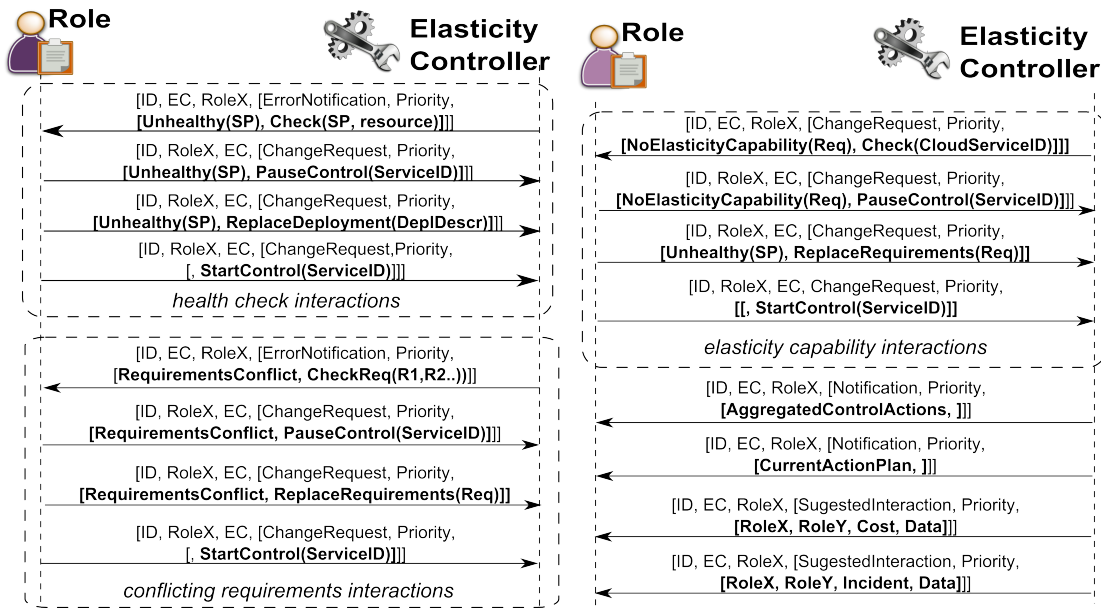 Role
Elasticity
Controller
[ID, EC, RoleX, [ErrorNotification, Priority,
[Unhealthy(SP), Check(SP, resource)]]]
[ID, RoleX, EC, [ChangeRequest, Priority,
[Unhealthy(SP), PauseControl(ServiceID)]]]
[ID, RoleX, EC, [ChangeRequest, Priority,
[Unhealthy(SP), ReplaceDeployment(DeplDescr)]]]
[ID, RoleX, EC, [ChangeRequest,Priority,
[, StartControl(ServiceID)]]]
health check interactions
[ID, EC, RoleX, [ErrorNotification, Priority,
[RequirementsConflict, CheckReq(R1,R2..))]]
[ID, RoleX, EC, [ChangeRequest, Priority,
[RequirementsConflict, PauseControl(ServiceID)]]]
[ID, RoleX, EC, [ChangeRequest, Priority,
[RequirementsConflict, ReplaceRequirements(Req)]]
[ID, RoleX, EC, [ChangeRequest, Priority,
[, StartControl(ServiceID)]]]
conflicting requirements interactions
Role
Elasticity
Controller
[ID, EC, RoleX, [ChangeRequest, Priority,
[NoElasticityCapability(Req), Check(CloudServiceID)]]]
[ID, RoleX, EC, [ChangeRequest, Priority,
[NoElasticityCapability(Req), PauseControl(ServiceID)]]]
[ID, RoleX, EC, [ChangeRequest, Priority,
[Unhealthy(SP), ReplaceRequirements(Req)]]
[ID, RoleX, EC, ChangeRequest, Priority,
[[, StartControl(ServiceID)]]
elasticity capability interactions
[ID, EC, RoleX, [Notification, Priority,
[AggregatedControlActions, ]]]
[ID, EC, RoleX, [Notification, Priority,
[CurrentActionPlan, ]]]
[ID, EC, RoleX, [SugestedInteraction, Priority,
[RoleX, RoleY, Cost, Data]]]
[ID, EC, RoleX, [SugestedInteraction, Priority,
[RoleX, RoleY, Incident, Data]]]